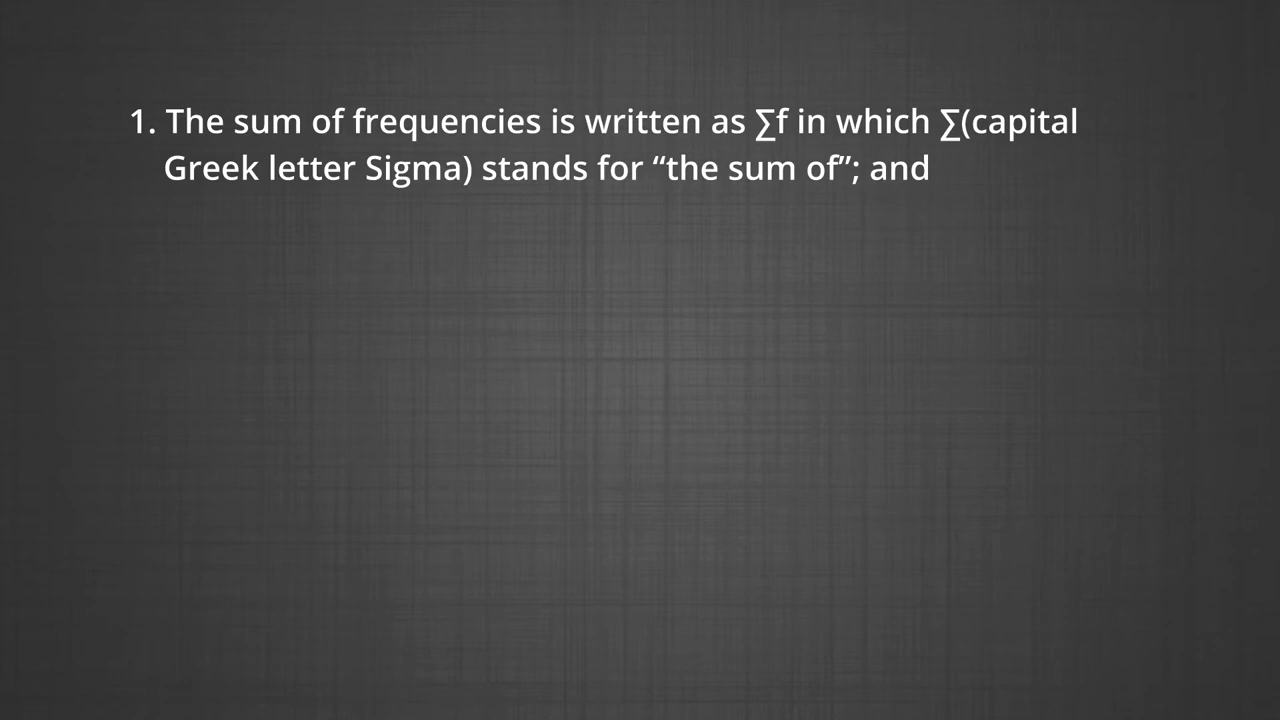 1. The sum of frequencies is written as ∑f in which ∑(capital
Greek letter Sigma) stands for “the sum of”; and